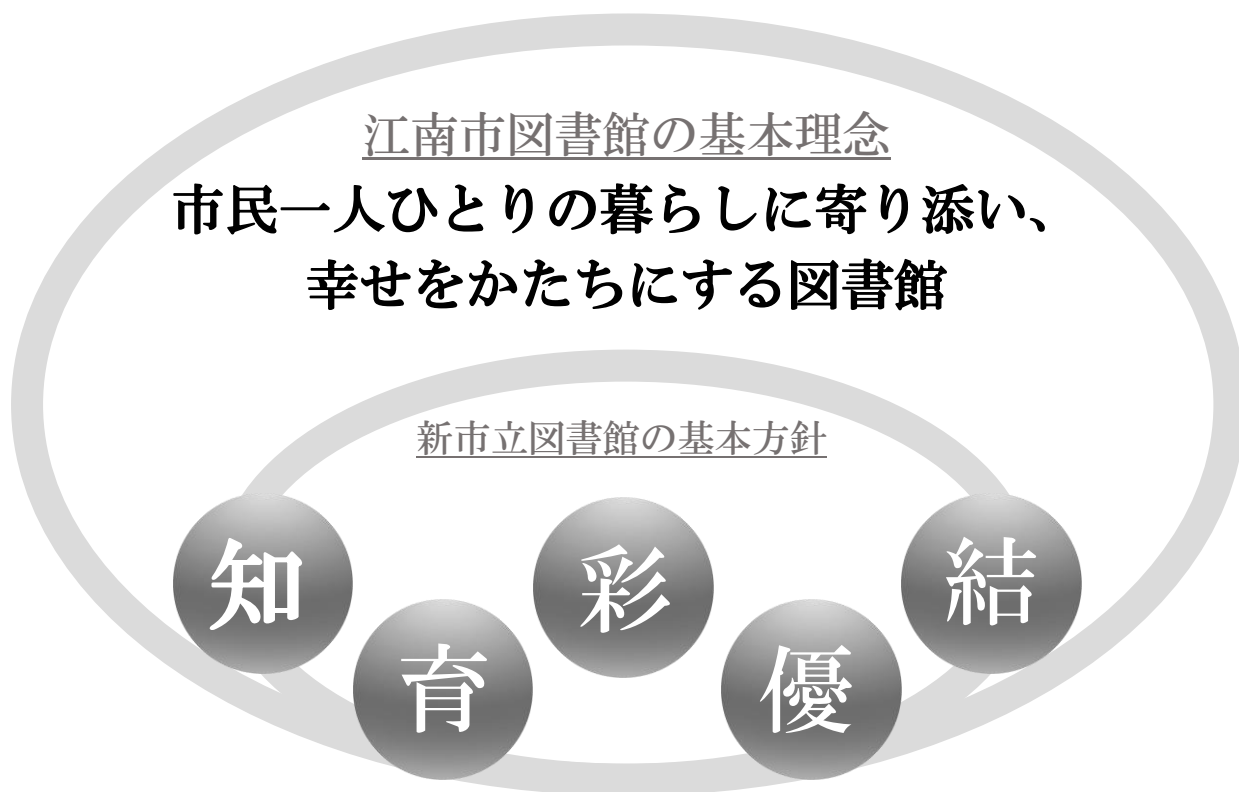 江南市図書館の基本理念
市民一人ひとりの暮らしに寄り添い、
幸せをかたちにする図書館
新市立図書館の基本方針
知
育
彩
優
結